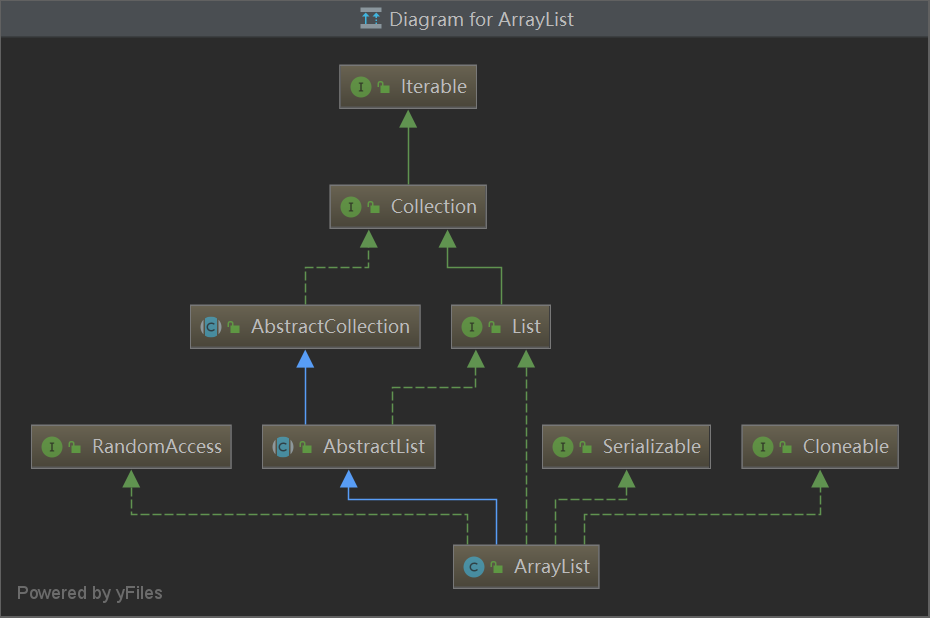 Diagram for ArrayList
I Iterable
I Collection
C AbstractCollection
I List
I RandomAccess
C AbstractList
I Serializable
I Cloneable
C ArrayList
Powered by yFiles